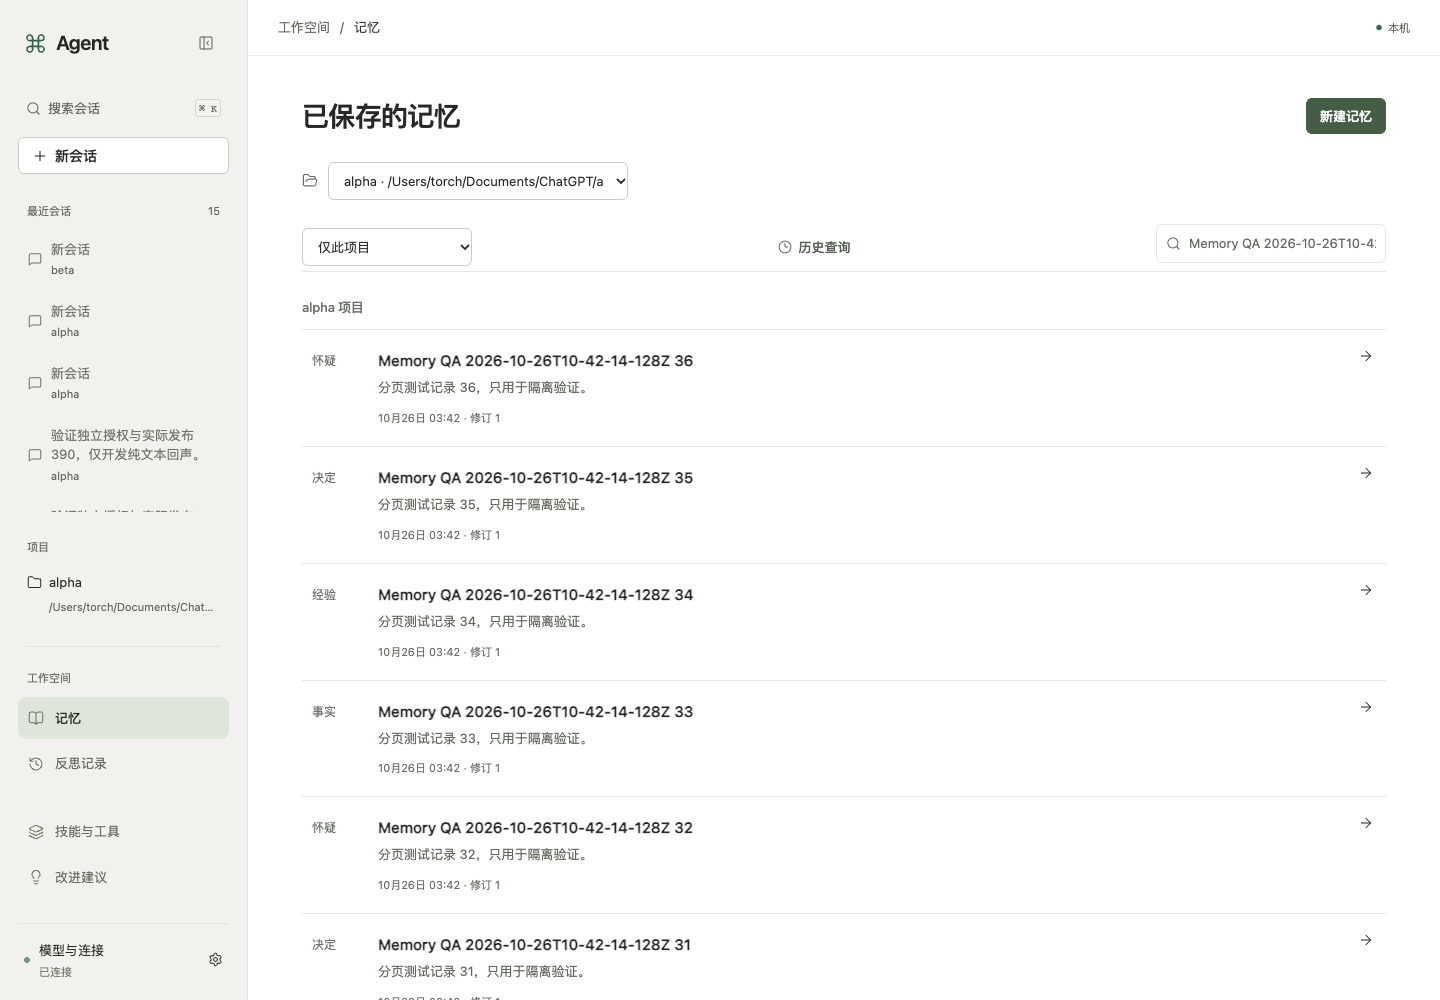 Agent
搜索会话
⌘ K
新会话
最近会话 15
新会话
beta
新会话
alpha
新会话
alpha
验证独立授权与实际发布
390，仅开发纯文本回声。
alpha
项目
alpha
/Users/torch/Documents/Chat...
工作空间
记忆
反思记录
技能与工具
改进建议
模型与连接
已连接
工作空间 / 记忆
本机
已保存的记忆
新建记忆
alpha · /Users/torch/Documents/ChatGPT/a
仅此项目
历史查询
Memory QA 2026-10-26T10-42
alpha 项目
怀疑
Memory QA 2026-10-26T10-42-14-128Z 36
分页测试记录 36，只用于隔离验证。
10月26日 03:42 · 修订 1
决定
Memory QA 2026-10-26T10-42-14-128Z 35
分页测试记录 35，只用于隔离验证。
10月26日 03:42 · 修订 1
经验
Memory QA 2026-10-26T10-42-14-128Z 34
分页测试记录 34，只用于隔离验证。
10月26日 03:42 · 修订 1
事实
Memory QA 2026-10-26T10-42-14-128Z 33
分页测试记录 33，只用于隔离验证。
10月26日 03:42 · 修订 1
怀疑
Memory QA 2026-10-26T10-42-14-128Z 32
分页测试记录 32，只用于隔离验证。
10月26日 03:42 · 修订 1
决定
Memory QA 2026-10-26T10-42-14-128Z 31
分页测试记录 31，只用于隔离验证。